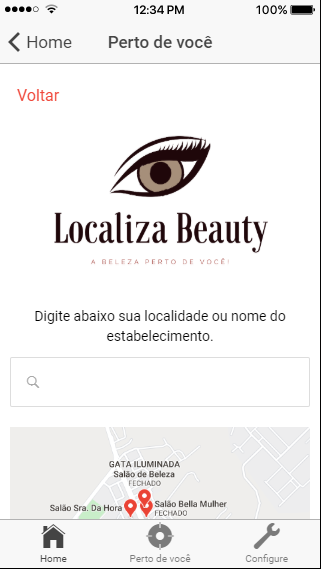 12:34 PM
100%
Home
Perto de você
Voltar
Localiza Beauty
A BELEZA PERTO DE VOCÊ!
Digite abaixo sua localidade ou nome do
estabelecimento.
GATA ILUMINADA
Salão de Beleza
FECHADO
Salão Sra. Da Hora
Salão Bella Mulher
FECHADO
Home
Perto de você
Configure